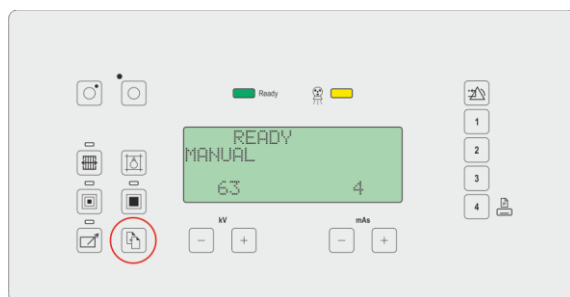 Ready
READY
MANUAL
63 4
kV mAs
- + - +
1
2
3
4